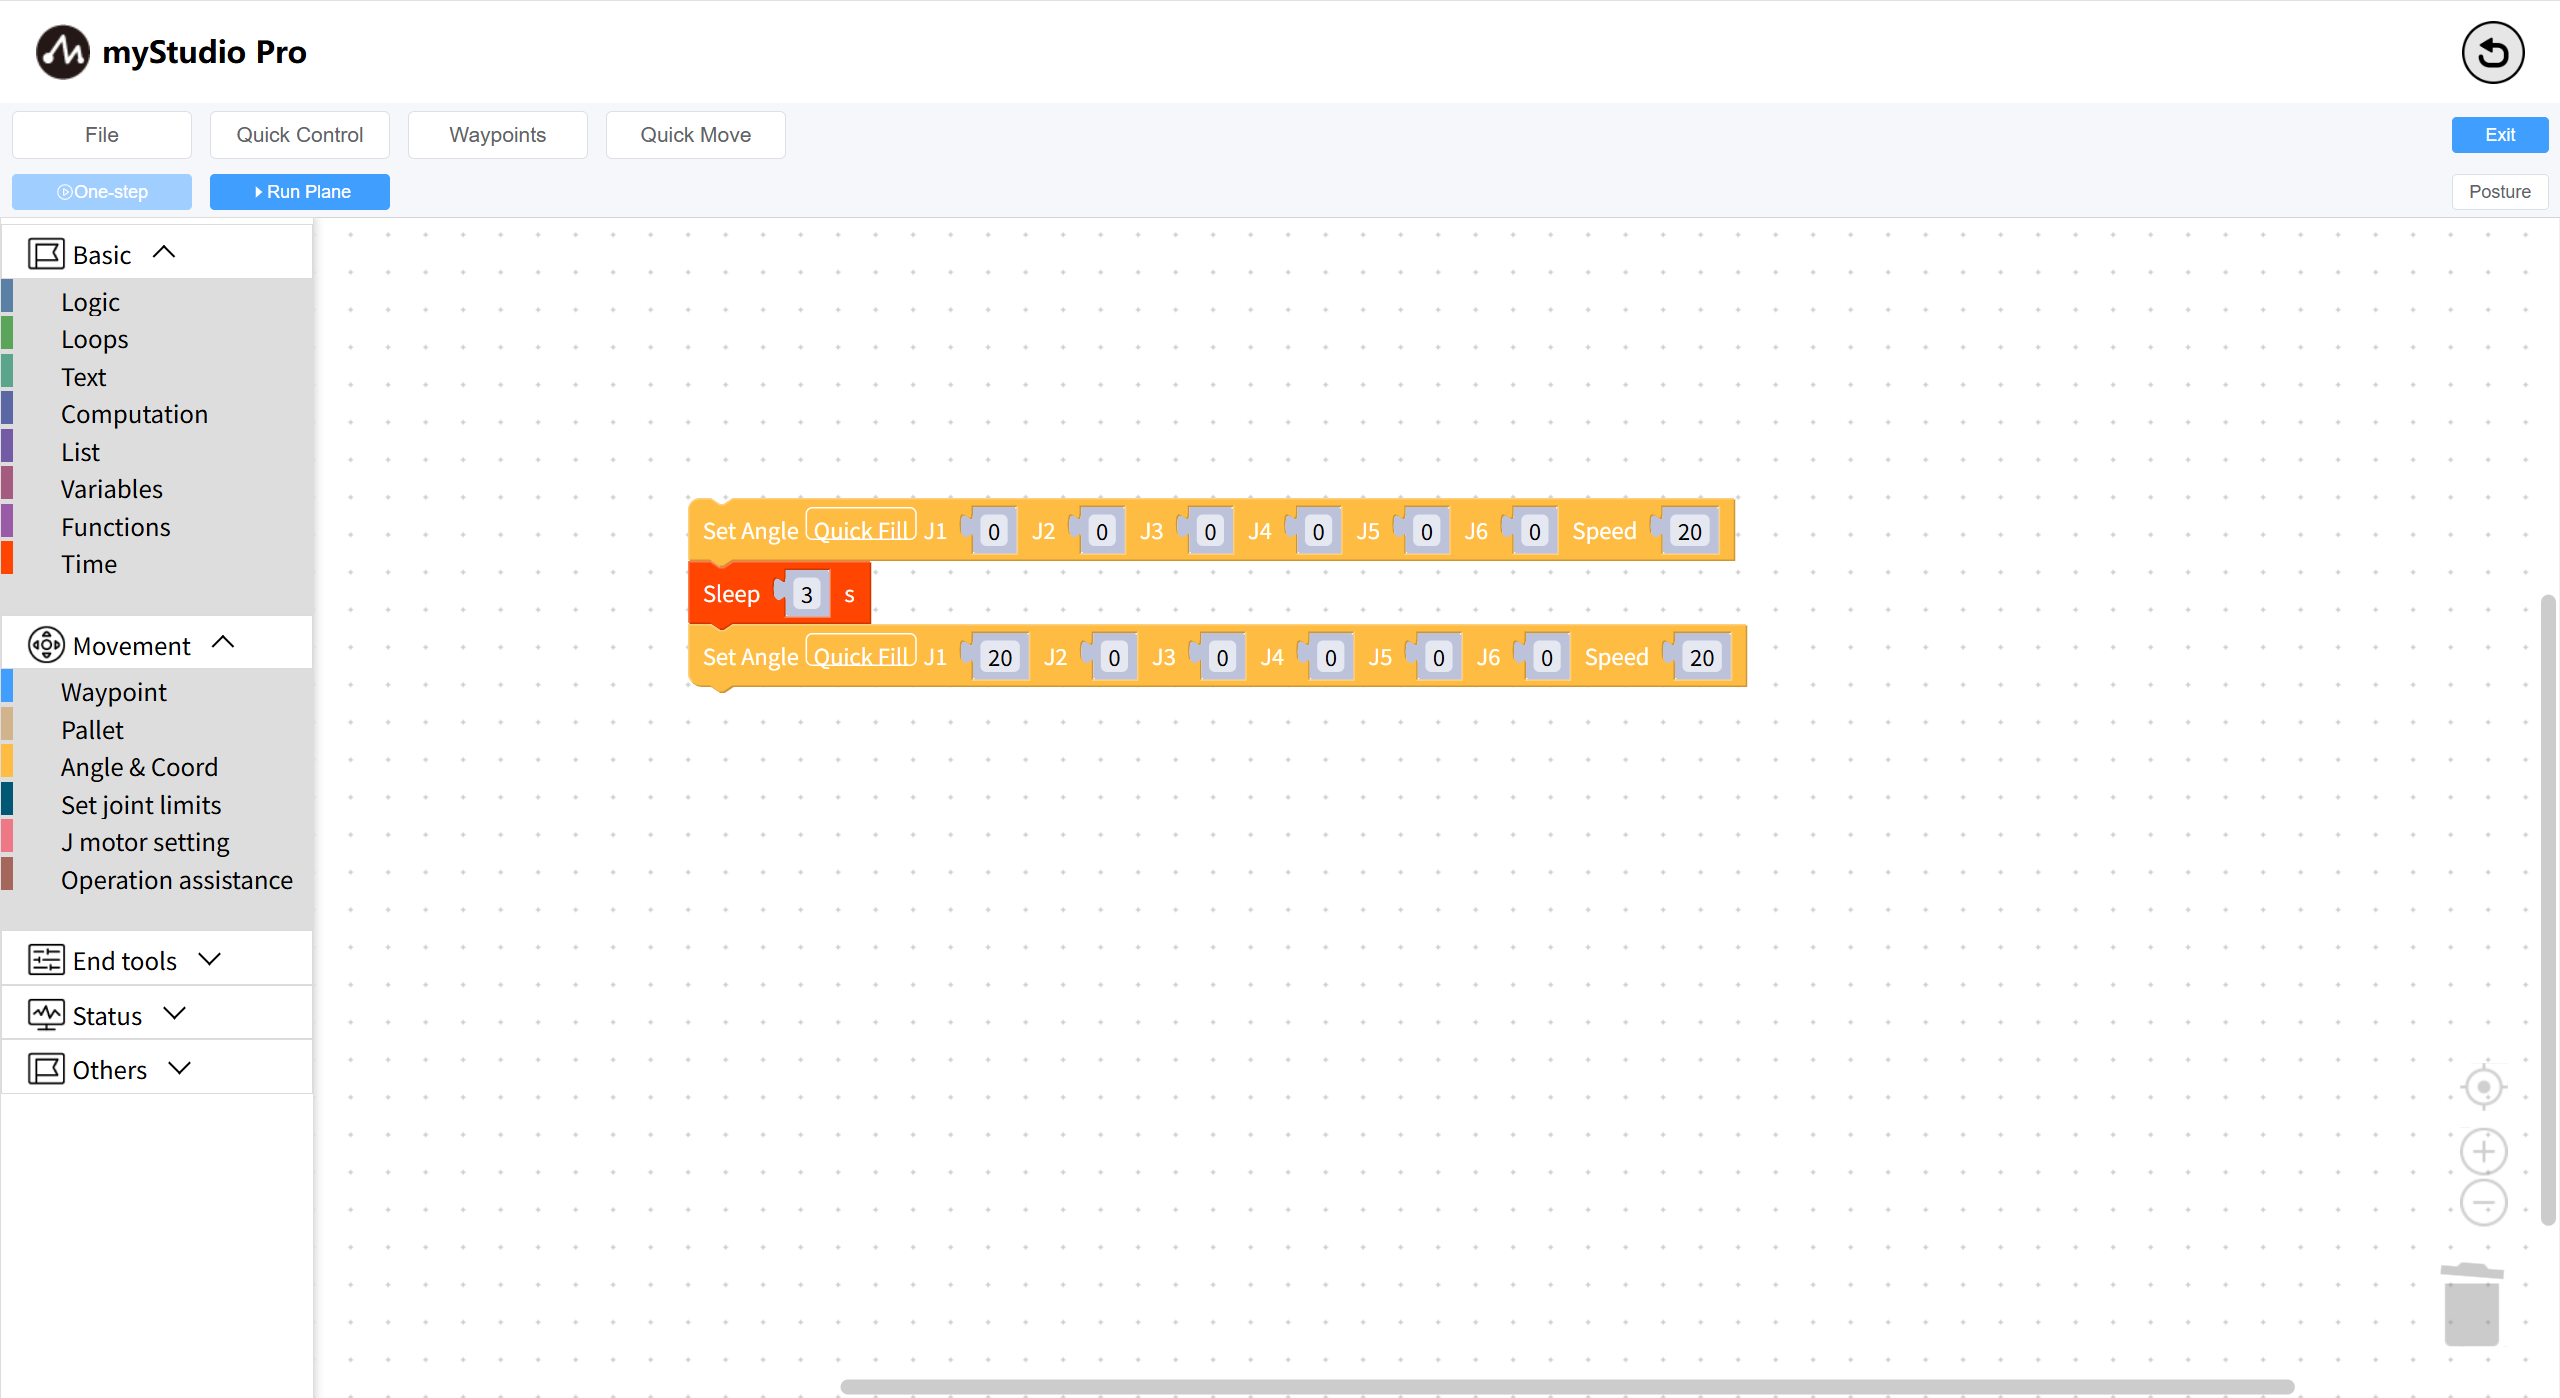 myStudio Pro
File Quick Control Waypoints Quick Move Exit
One-step Run Plane Posture
Basic
Logic
Loops
Text
Computation
List
Variables
Functions
Time
Movement
Waypoint
Pallet
Angle & Coord
Set joint limits
J motor setting
Operation assistance
End tools
Status
Others
Set Angle Quick Fill J1 0 J2 0 J3 0 J4 0 J5 0 J6 0 Speed 20
Sleep 3 s
Set Angle Quick Fill J1 20 J2 0 J3 0 J4 0 J5 0 J6 0 Speed 20